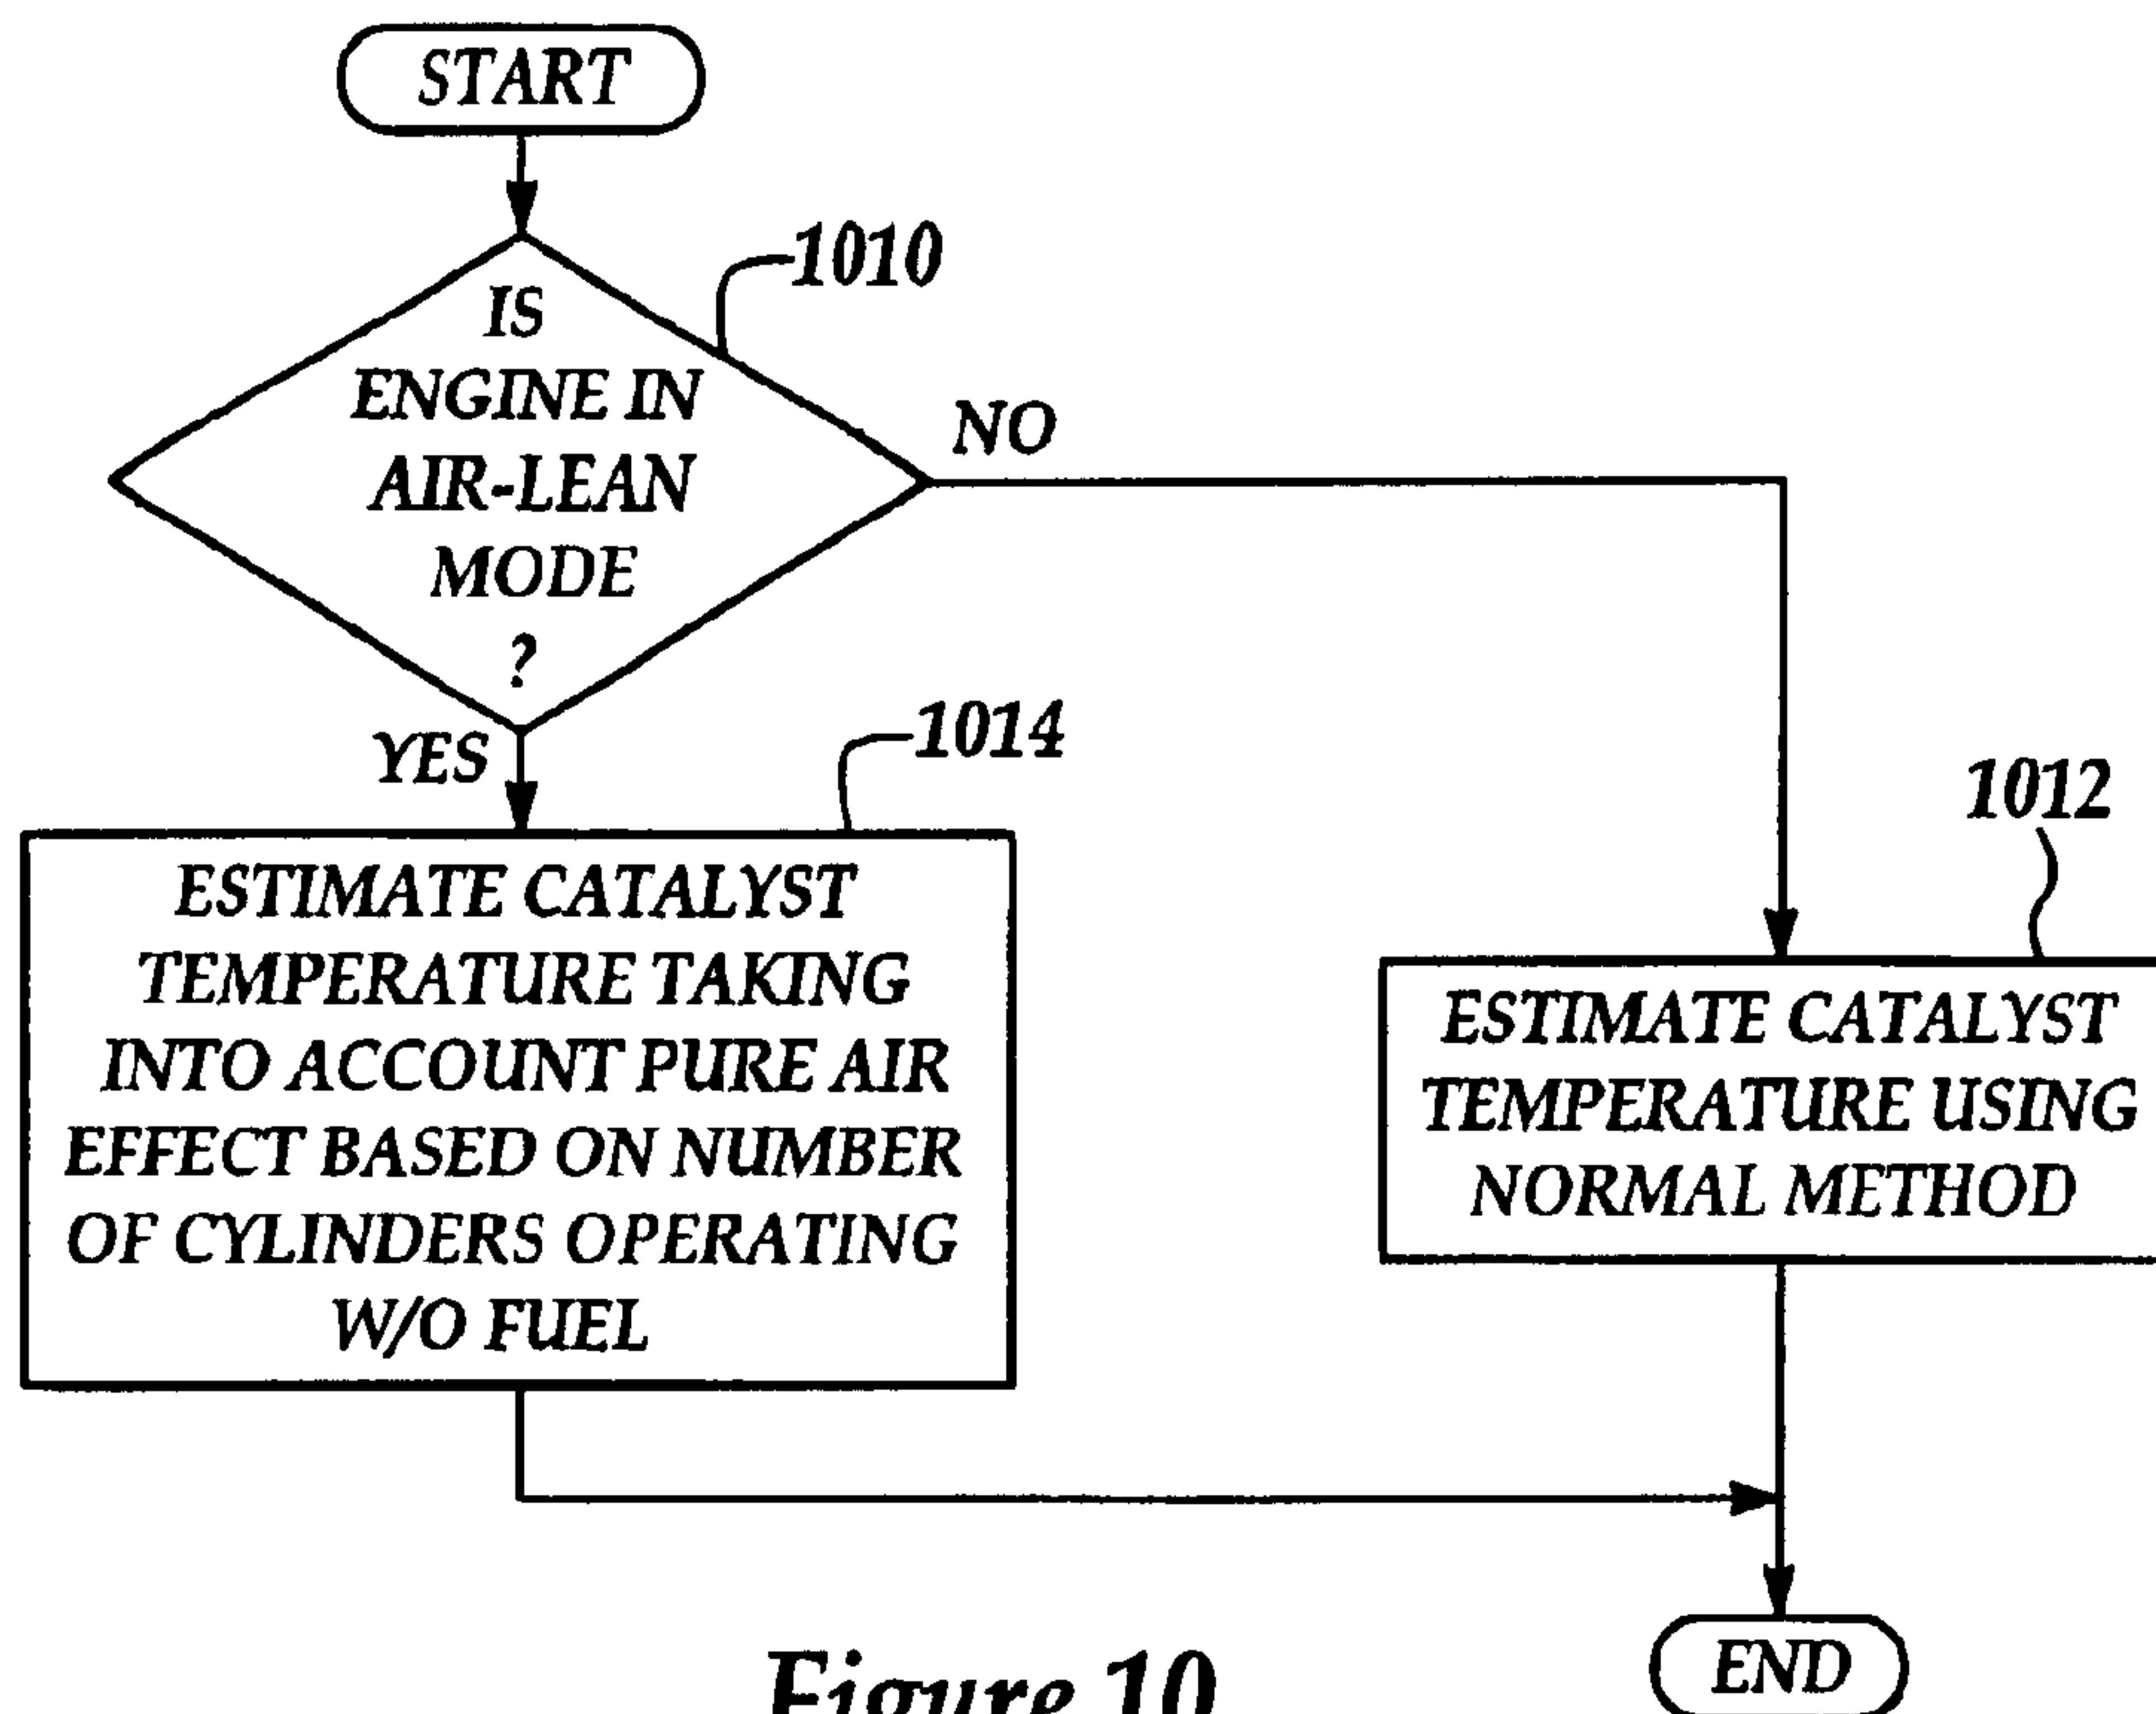 START
1010
IS
ENGINE IN
AIR-LEAN
MODE
?
NO
YES
1014
ESTIMATE CATALYST
TEMPERATURE TAKING
INTO ACCOUNT PURE AIR
EFFECT BASED ON NUMBER
OF CYLINDERS OPERATING
W/O FUEL
1012
ESTIMATE CATALYST
TEMPERATURE USING
NORMAL METHOD
END
Figure 10